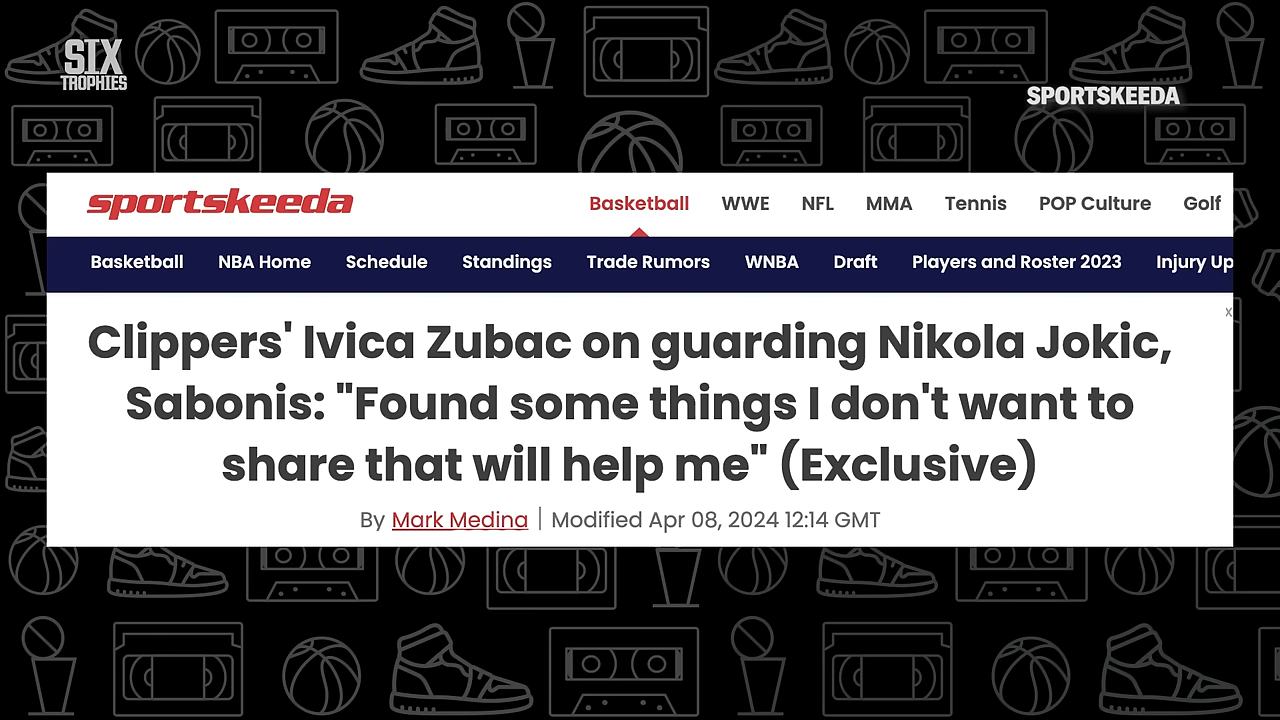 SIX
TROPHIES
SPORTSKEEDA
sportskeeda
Basketball WWE NFL MMA Tennis POP Culture Golf
Basketball NBA Home Schedule Standings Trade Rumors WNBA Draft Players and Roster 2023 Injury Up
x
Clippers' Ivica Zubac on guarding Nikola Jokic,
Sabonis: "Found some things I don't want to
share that will help me" (Exclusive)
By Mark Medina | Modified Apr 08, 2024 12:14 GMT